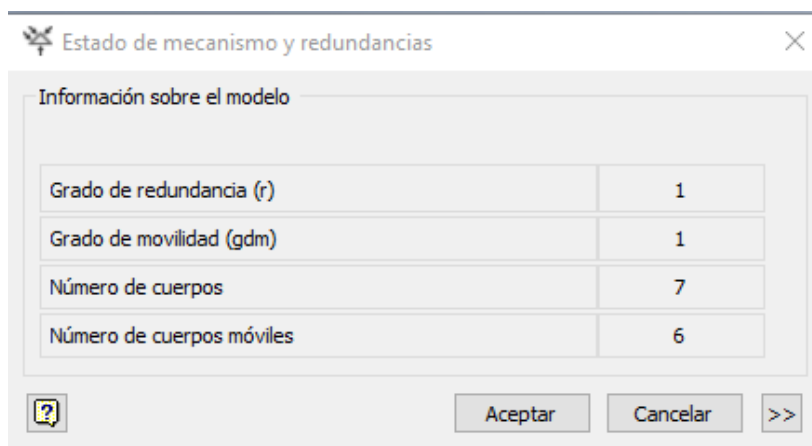 Estado de mecanismo y redundancias
Información sobre el modelo
Grado de redundancia (r) 1
Grado de movilidad (gdm) 1
Número de cuerpos 7
Número de cuerpos móviles 6
? Aceptar Cancelar >>